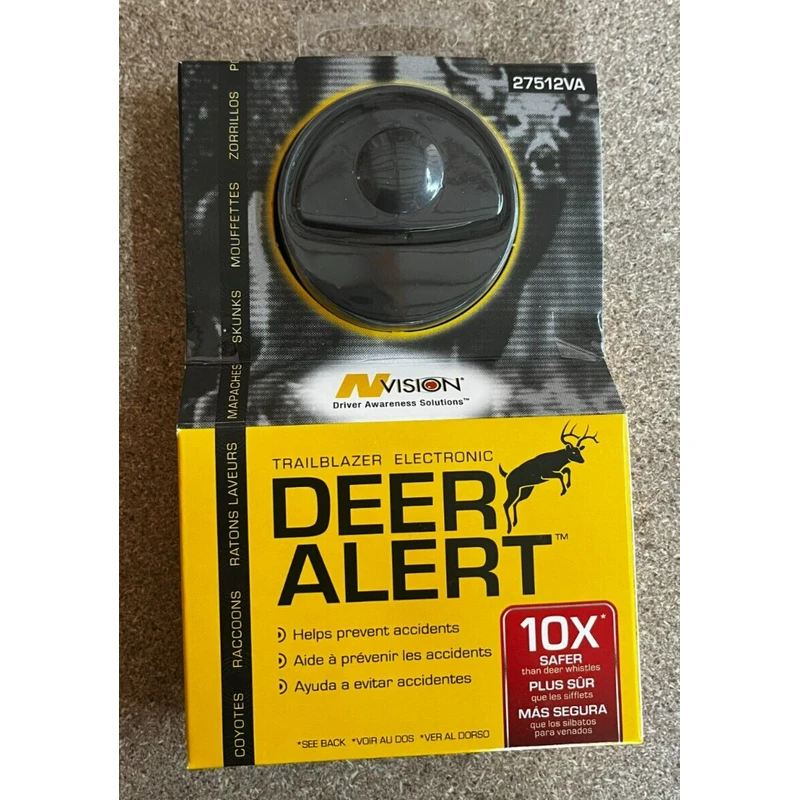 27512VA
NVISION®
Driver Awareness Solutions™
TRAILBLAZER ELECTRONIC
DEER
ALERT™
Helps prevent accidents
Aide à prévenir les accidents
Ayuda a evitar accidentes
10X*
SAFER
than deer whistles
PLUS SÛR
que les sifflets
MÁS SEGURA
que los silbatos
para venados
*SEE BACK *VOIR AU DOS *VER AL DORSO
COYOTES RACCOONS RATONS LAVEURS MAPACHES SKUNKS MOUFFETTES ZORRILLOS